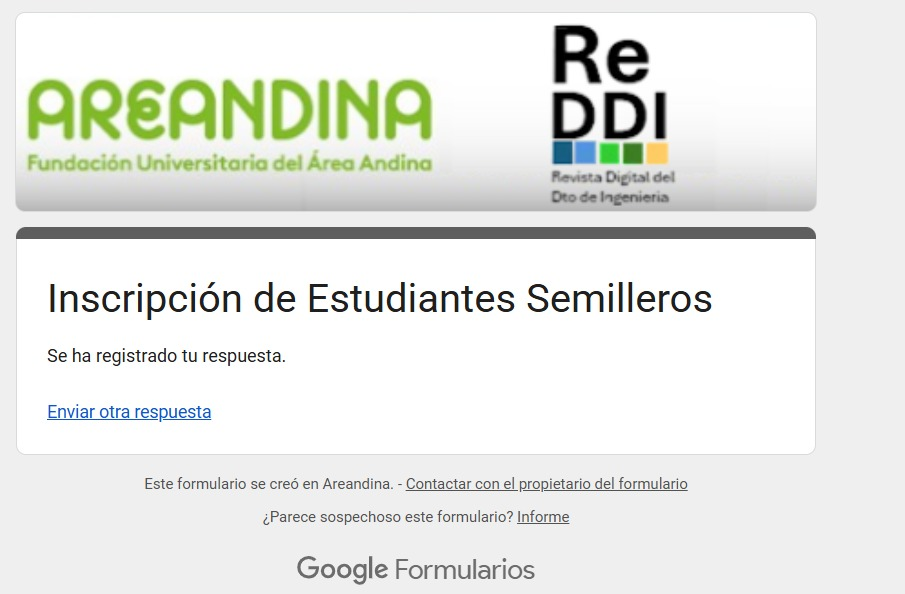 AREANDINA
Fundación Universitaria del Área Andina
Re
DDI
Revista Digital del
Dto de Ingenieria
Inscripción de Estudiantes Semilleros
Se ha registrado tu respuesta.
Enviar otra respuesta
Este formulario se creó en Areandina. - Contactar con el propietario del formulario
¿Parece sospechoso este formulario? Informe
Google Formularios